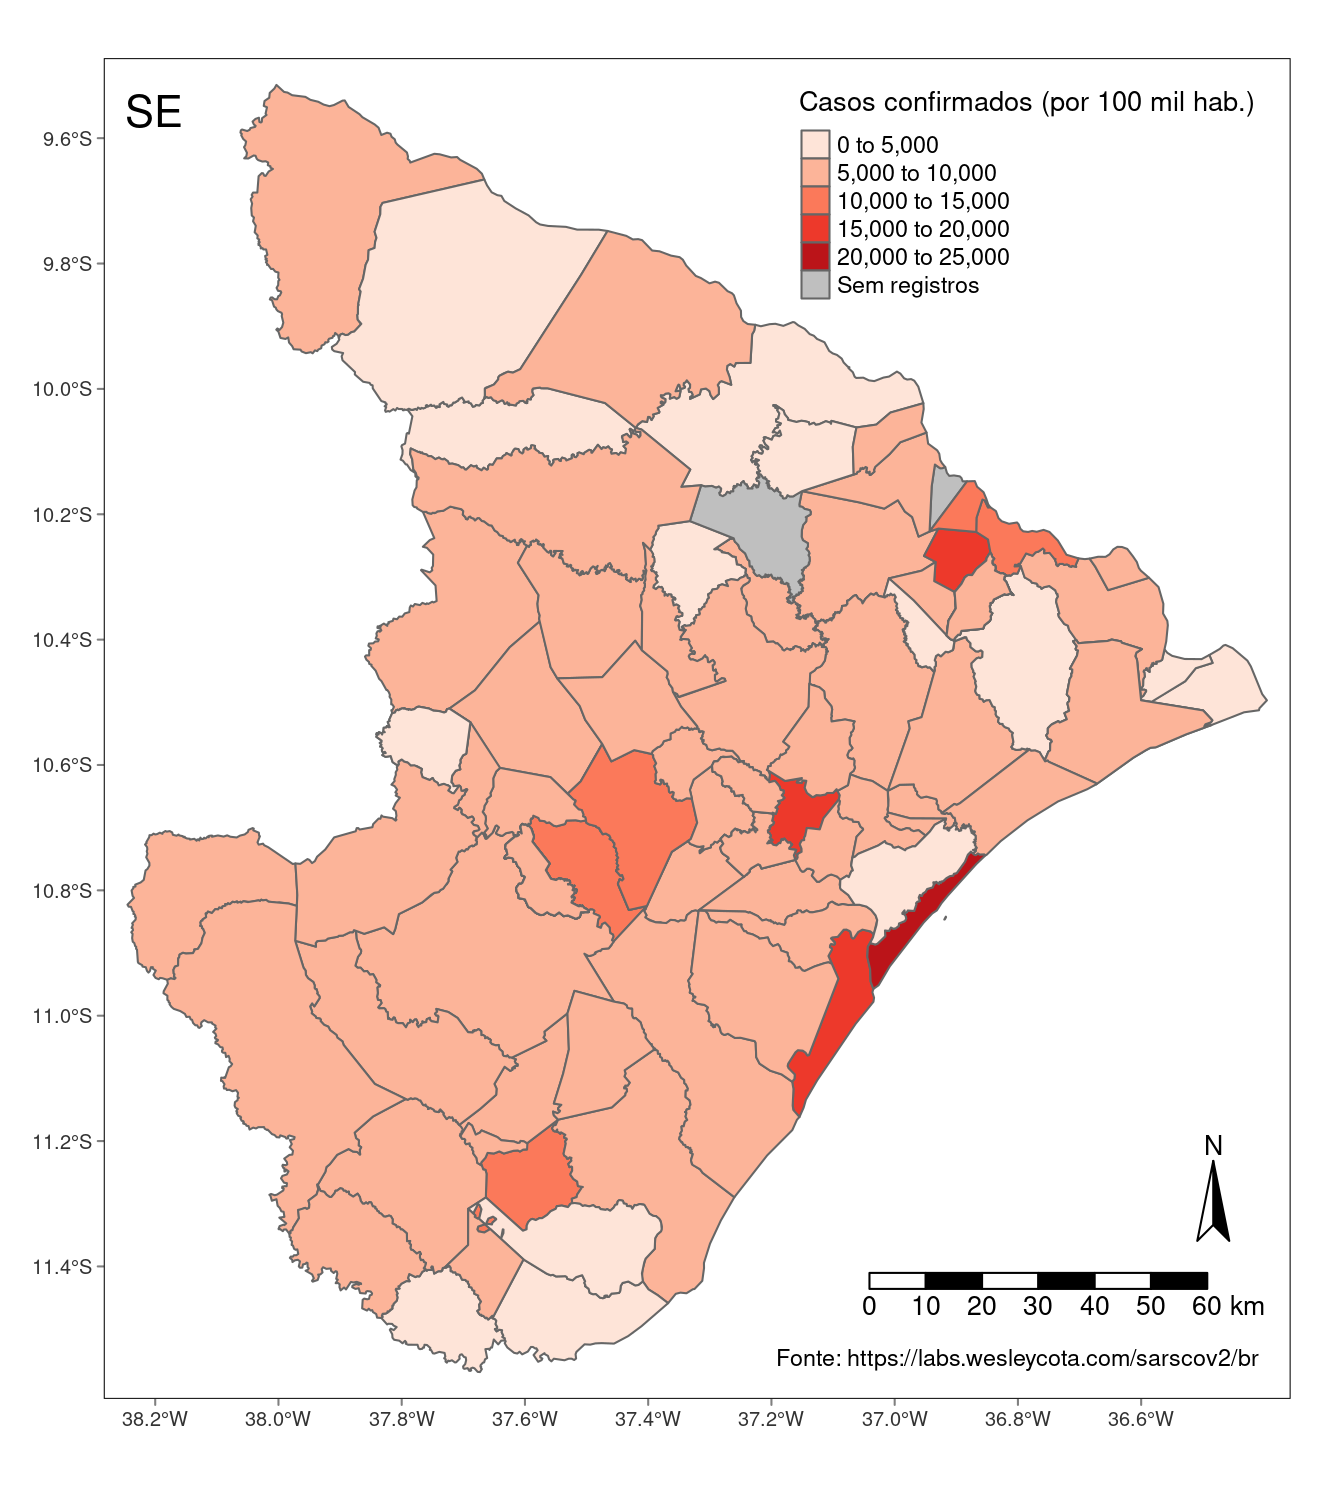 SE
Casos confirmados (por 100 mil hab.)
0 to 5,000
5,000 to 10,000
10,000 to 15,000
15,000 to 20,000
20,000 to 25,000
Sem registros
9.6°S
9.8°S
10.0°S
10.2°S
10.4°S
10.6°S
10.8°S
11.0°S
11.2°S
11.4°S
N
0 10 20 30 40 50 60 km
Fonte: https://labs.wesleycota.com/sarscov2/br
38.2°W 38.0°W 37.8°W 37.6°W 37.4°W 37.2°W 37.0°W 36.8°W 36.6°W